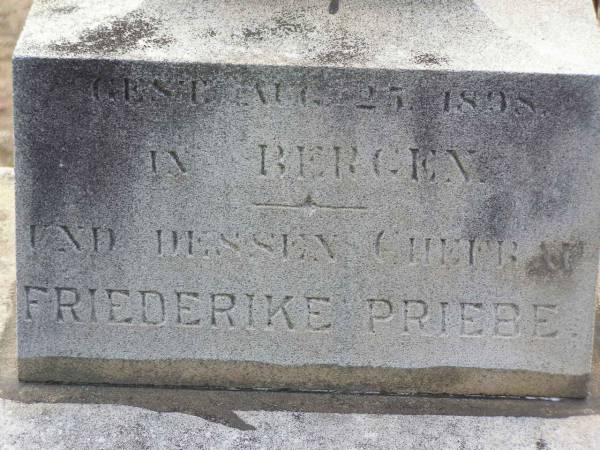 GEST. AUG. 25. 1898.
IN BERGEN.
UND DESSEN EHEFRAU
FRIEDERIKE PRIEBE.